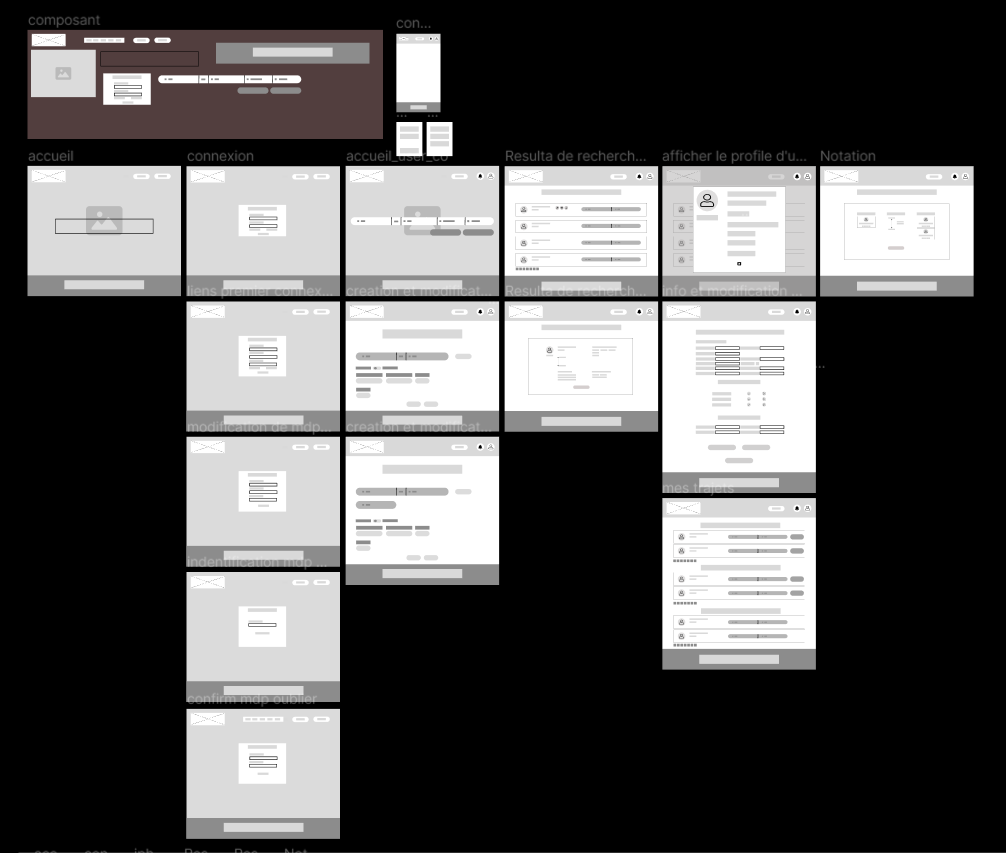 composant
con...
accueil
connexion
accueil_user_co
Resulta de recherch...
afficher le profile d'u...
Notation
liens premier connex...
creation et modificat...
Resulta de recherch...
info et modification ...
...
modification de mdp...
creation et modificat...
mes trajets
indentification mdp ...
confirm mdp oublier